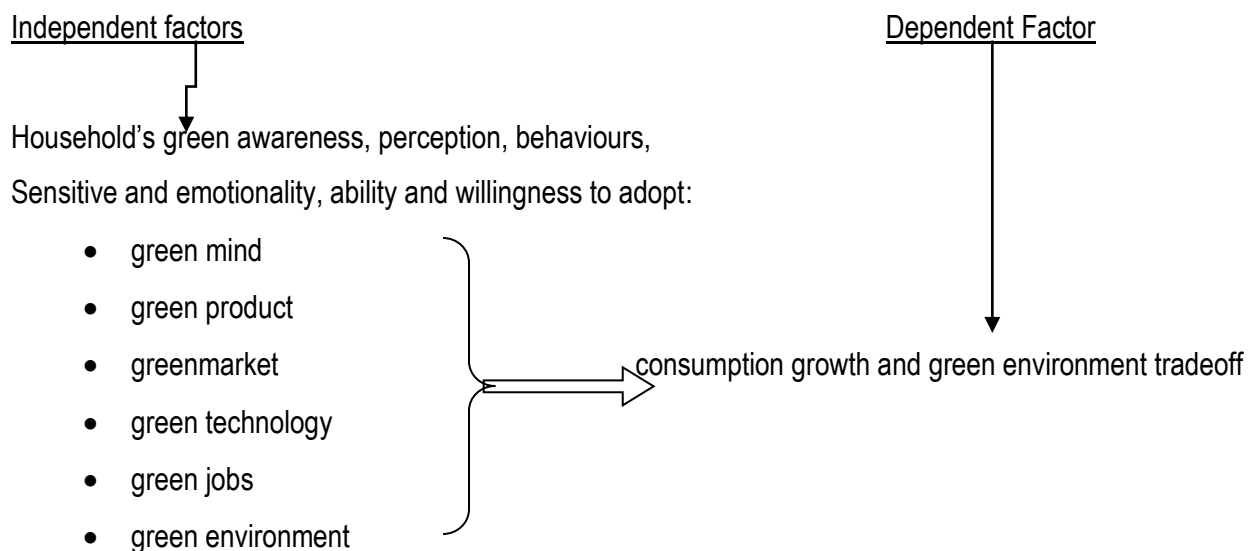 Independent factors
Dependent Factor
Household’s green awareness, perception, behaviours,
Sensitive and emotionality, ability and willingness to adopt:
• green mind
• green product
• greenmarket
consumption growth and green environment tradeoff
• green technology
• green jobs
• green environment